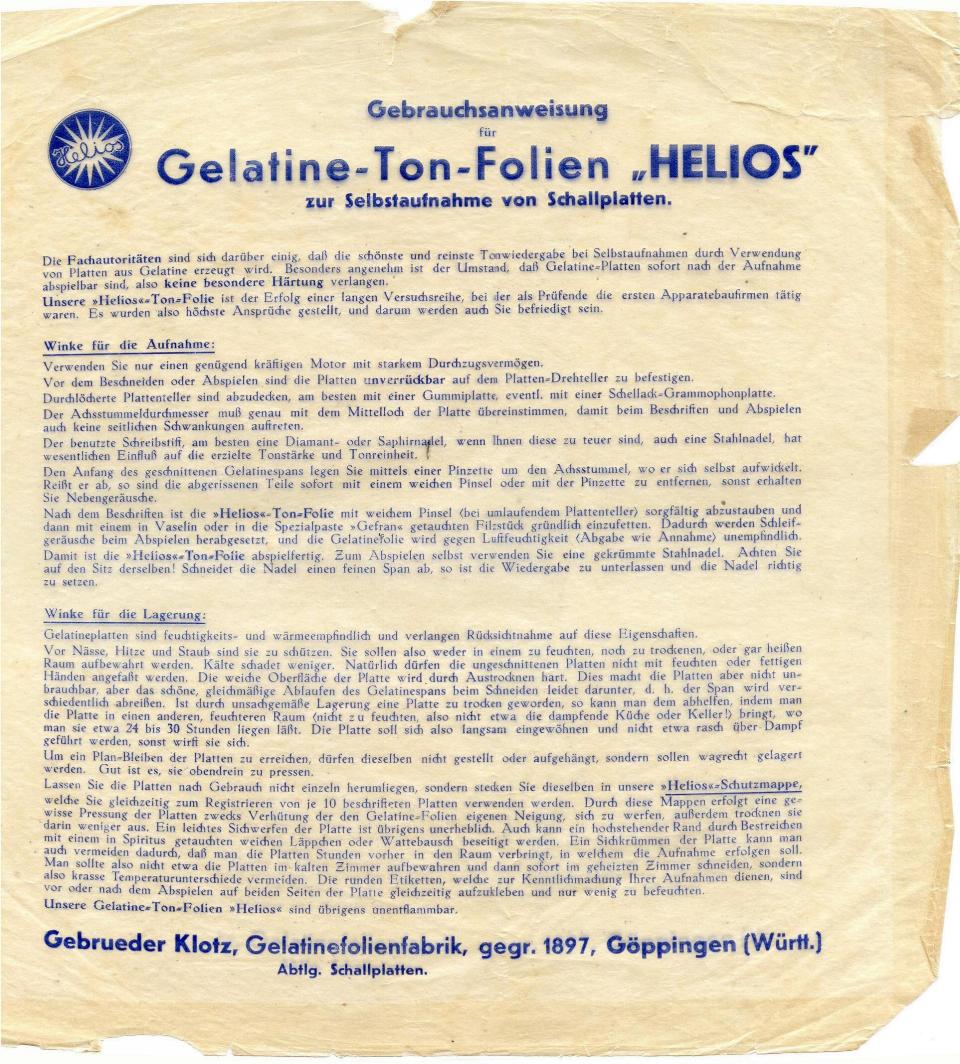 Helios
Gebrauchsanweisung
für
Gelatine-Ton-Folien „HELIOS"
zur Selbstaufnahme von Schallplatten.
Die Fachautoritäten sind sich darüber einig, daß die schönste und reinste Tonwiedergabe bei Selbstaufnahmen durch Verwendung
von Platten aus Gelatine erzeugt wird. Besonders angenehm ist der Umstand, daß Gelatine-Platten sofort nach der Aufnahme
abspielbar sind, also keine besondere Härtung verlangen.
Unsere »Helios«-Ton-Folie ist der Erfolg einer langen Versuchsreihe, bei der als Prüfende die ersten Apparatebaufirmen tätig
waren. Es wurden also höchste Ansprüche gestellt, und darum werden auch Sie befriedigt sein.
Winke für die Aufnahme:
Verwenden Sie nur einen genügend kräftigen Motor mit starkem Durchzugsvermögen.
Vor dem Beschneiden oder Abspielen sind die Platten unverrückbar auf dem Platten-Drehteller zu befestigen.
Durchlöcherte Plattenteller sind abzudecken, am besten mit einer Gummiplatte, eventl. mit einer Schellack-Grammophonplatte.
Der Achsstummeldurchmesser muß genau mit dem Mittelloch der Platte übereinstimmen, damit beim Beschriften und Abspielen
auch keine seitlichen Schwankungen auftreten.
Der benutzte Schreibstift, am besten eine Diamant- oder Saphirnadel, wenn Ihnen diese zu teuer sind, auch eine Stahlnadel, hat
wesentlichen Einfluß auf die erzielte Tonstärke und Tonreinheit.
Den Anfang des geschnittenen Gelatinespans legen Sie mittels einer Pinzette um den Achsstummel, wo er sich selbst aufwickelt.
Reißt er ab, so sind die abgerissenen Teile sofort mit einem weichen Pinsel oder mit der Pinzette zu entfernen, sonst erhalten
Sie Nebengeräusche.
Nach dem Beschriften ist die »Helios«-Ton-Folie mit weichem Pinsel (bei umlaufendem Plattenteller) sorgfältig abzustauben und
dann mit einem in Vaselin oder in die Spezialpaste »Gefran« getauchten Filzstück gründlich einzufetten. Dadurch werden Schleif-
geräusche beim Abspielen herabgesetzt, und die Gelatinefolie wird gegen Luftfeuchtigkeit (Abgabe wie Annahme) unempfindlich.
Damit ist die »Helios«-Ton-Folie abspielfertig. Zum Abspielen selbst verwenden Sie eine gekrümmte Stahlnadel. Achten Sie
auf den Sitz derselben! Schneidet die Nadel einen feinen Span ab, so ist die Wiedergabe zu unterlassen und die Nadel richtig
zu setzen.
Winke für die Lagerung:
Gelatineplatten sind feuchtigkeits- und wärmeempfindlich und verlangen Rücksichtnahme auf diese Eigenschaften.
Vor Nässe, Hitze und Staub sind sie zu schützen. Sie sollen also weder in einem zu feuchten, noch zu trockenen, oder gar heißen
Raum aufbewahrt werden. Kälte schadet weniger. Natürlich dürfen die ungeschnittenen Platten nicht mit feuchten oder fettigen
Händen angefaßt werden. Die weiche Oberfläche der Platte wird durch Austrocknen hart. Dies macht die Platten aber nicht un-
brauchbar, aber das schöne, gleichmäßige Ablaufen des Gelatinespans beim Schneiden leidet darunter, d. h. der Span wird ver-
schiedentlich abreißen. Ist durch unsachgemäße Lagerung eine Platte zu trocken geworden, so kann man dem abhelfen, indem man
die Platte in einen anderen, feuchteren Raum (nicht zu feuchten, also nicht etwa die dampfende Küche oder Keller!) bringt, wo
man sie etwa 24 bis 30 Stunden liegen läßt. Die Platte soll sich also langsam eingewöhnen und nicht etwa rasch über Dampf
geführt werden, sonst wirft sie sich.
Um ein Plan-Bleiben der Platten zu erreichen, dürfen dieselben nicht gestellt oder aufgehängt, sondern sollen wagrecht gelagert
werden. Gut ist es, sie obendrein zu pressen.
Lassen Sie die Platten nach Gebrauch nicht einzeln herumliegen, sondern stecken Sie dieselben in unsere »Helios«-Schutzmappe,
welche Sie gleichzeitig zum Registrieren von je 10 beschrifteten Platten verwenden werden. Durch diese Mappen erfolgt eine ge-
wisse Pressung der Platten zwecks Verhütung der den Gelatine-Folien eigenen Neigung, sich zu werfen, außerdem trocknen sie
darin weniger aus. Ein leichtes Sichwerfen der Platte ist übrigens unerheblich. Auch kann ein hochstehender Rand durch Bestreichen
mit einem in Spiritus getauchten weichen Läppchen oder Wattebausch beseitigt werden. Ein Sichkrümmen der Platte kann man
auch vermeiden dadurch, daß man die Platten Stunden vorher in den Raum verbringt, in welchem die Aufnahme erfolgen soll.
Man sollte also nicht etwa die Platten im kalten Zimmer aufbewahren und dann sofort im geheizten Zimmer schneiden, sondern
also krasse Temperaturunterschiede vermeiden. Die runden Etiketten, welche zur Kenntlichmachung Ihrer Aufnahmen dienen, sind
vor oder nach dem Abspielen auf beiden Seiten der Platte gleichzeitig aufzukleben und nur wenig zu befeuchten.
Unsere Gelatine-Ton-Folien »Helios« sind übrigens unentflammbar.
Gebrueder Klotz, Gelatinefolienfabrik, gegr. 1897, Göppingen (Württ.)
Abtlg. Schallplatten.